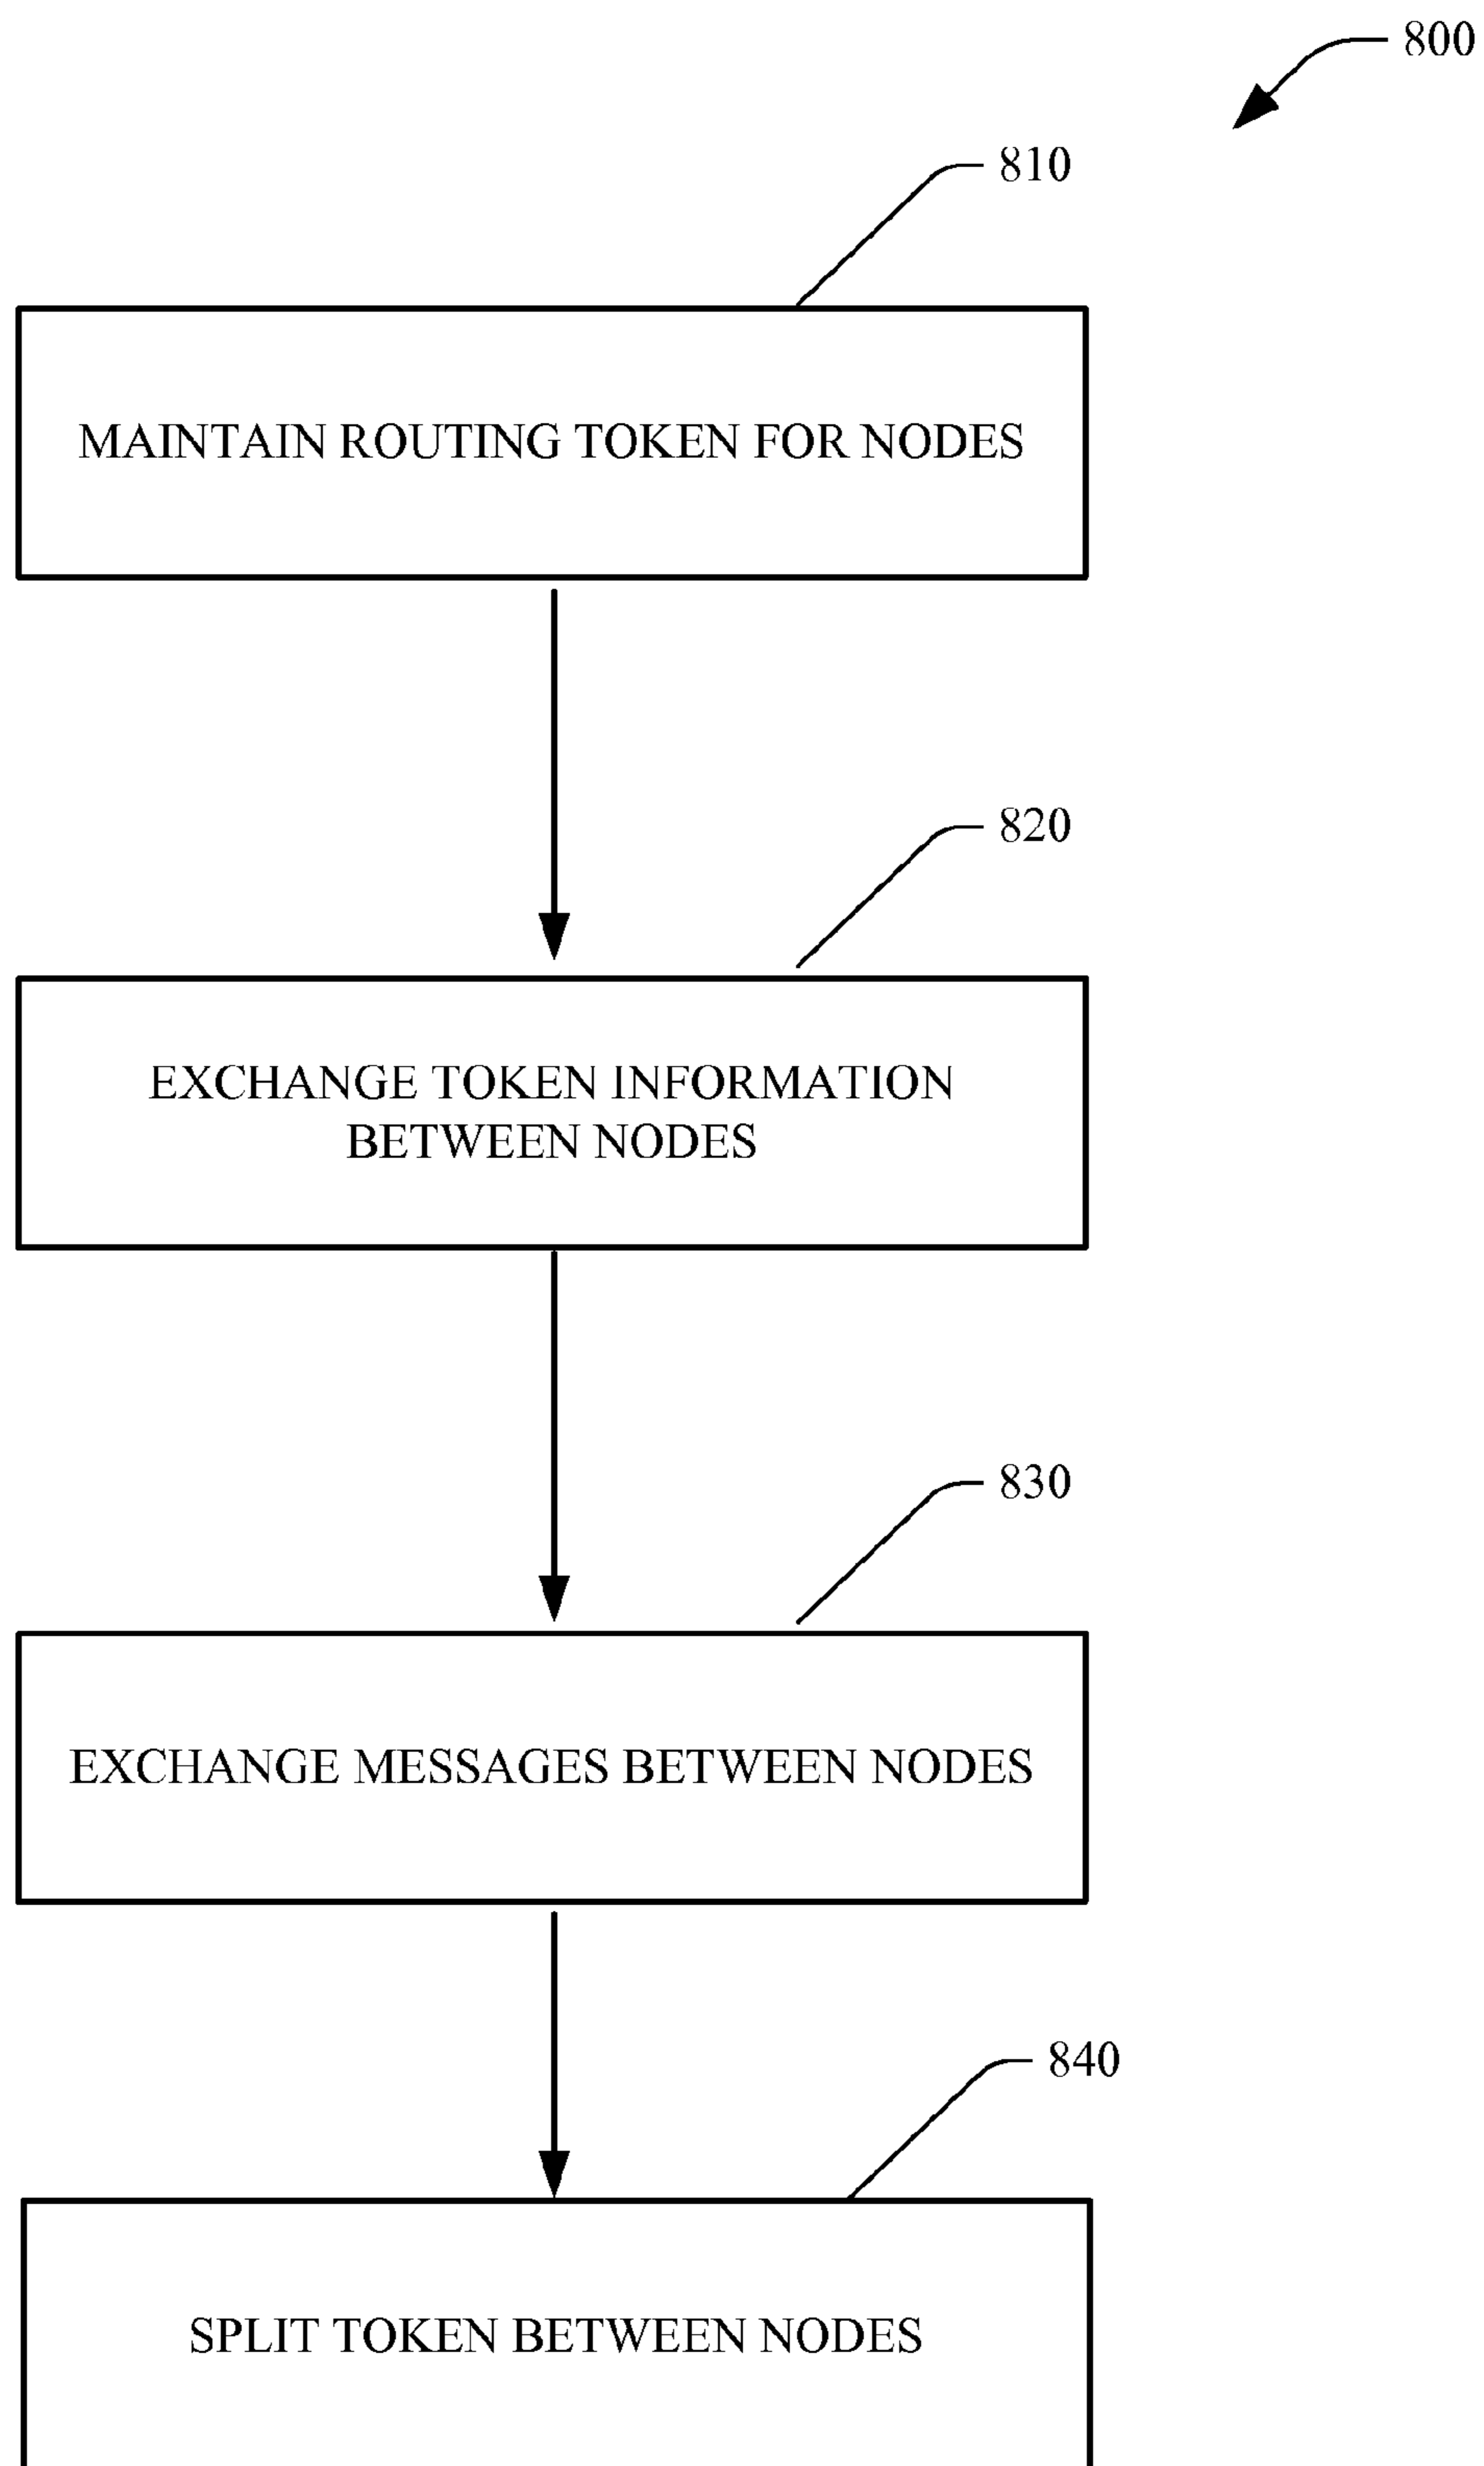 800
810
MAINTAIN ROUTING TOKEN FOR NODES
820
EXCHANGE TOKEN INFORMATION
BETWEEN NODES
830
EXCHANGE MESSAGES BETWEEN NODES
840
SPLIT TOKEN BETWEEN NODES